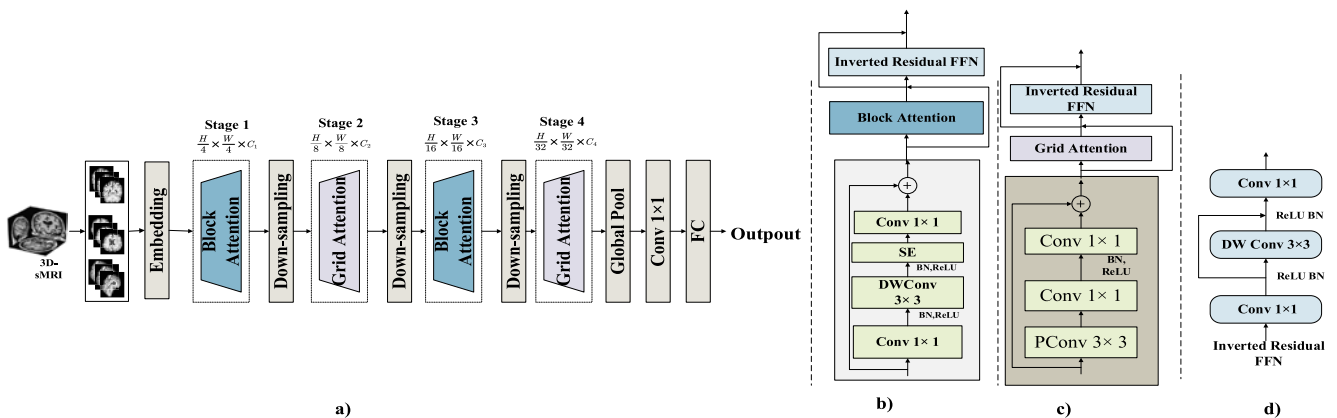 Stage 1
H/4 × W/4 × C₁
Stage 2
H/8 × W/8 × C₂
Stage 3
H/16 × W/16 × C₃
Stage 4
H/32 × W/32 × C₄
3D-
sMRI
Embedding
Block
Attention
Down-sampling
Grid Attention
Down-sampling
Block
Attention
Down-sampling
Grid Attention
Global Pool
Conv 1×1
FC
Outpout
a)
Inverted Residual FFN
Block Attention
Conv 1× 1
SE
BN,ReLU
DWConv
3× 3
BN,ReLU
Conv 1× 1
b)
Inverted Residual
FFN
Grid Attention
Conv 1× 1
BN,
ReLU
Conv 1× 1
PConv 3× 3
c)
Conv 1×1
ReLU BN
DW Conv 3×3
ReLU BN
Conv 1×1
Inverted Residual
FFN
d)